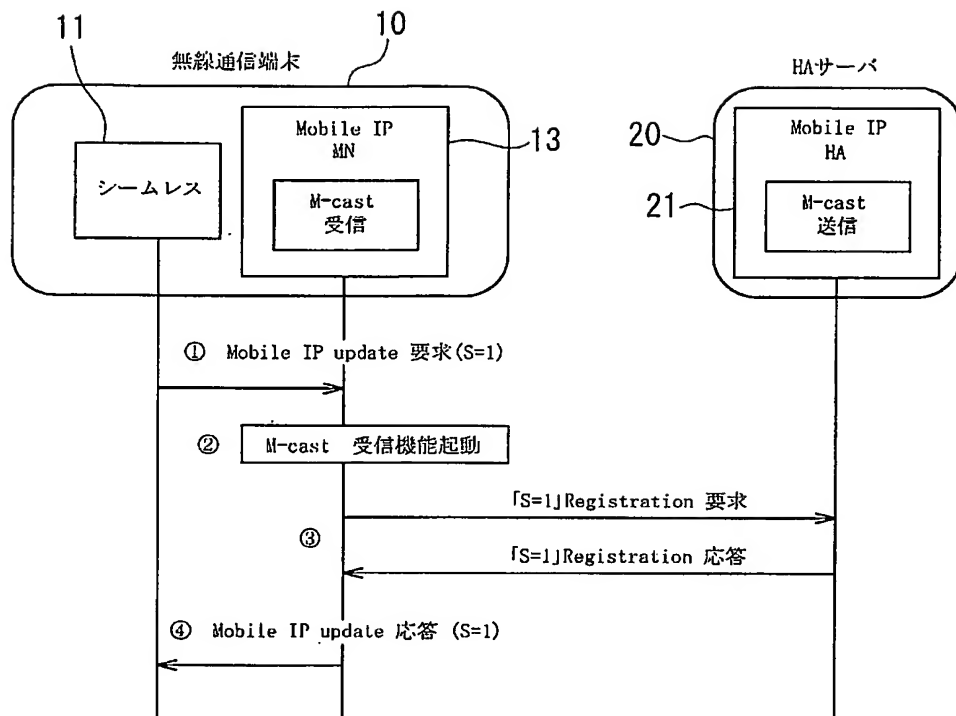 11
無線通信端末
10
HAサーバ
シームレス
Mobile IP
MN
M-cast
受信
13
20
21
Mobile IP
HA
M-cast
送信
① Mobile IP update 要求(S=1)
② M-cast 受信機能起動
「S=1」Registration 要求
③
「S=1」Registration 応答
④ Mobile IP update 応答 (S=1)